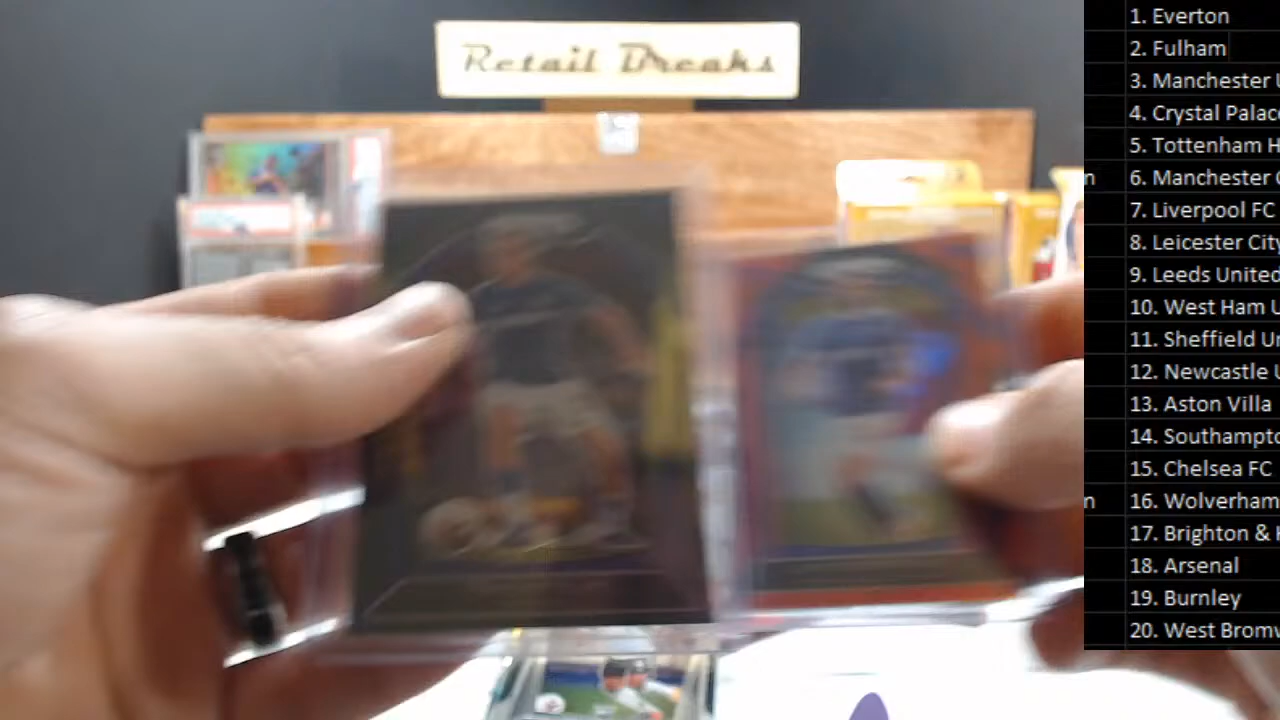 Retail Breaks
1. Everton
2. Fulham
3. Manchester U
4. Crystal Palace
5. Tottenham H
n 6. Manchester C
7. Liverpool FC
8. Leicester City
9. Leeds United
10. West Ham U
11. Sheffield Un
12. Newcastle U
13. Aston Villa
14. Southampto
15. Chelsea FC
n 16. Wolverham
17. Brighton & H
18. Arsenal
19. Burnley
20. West Bromw